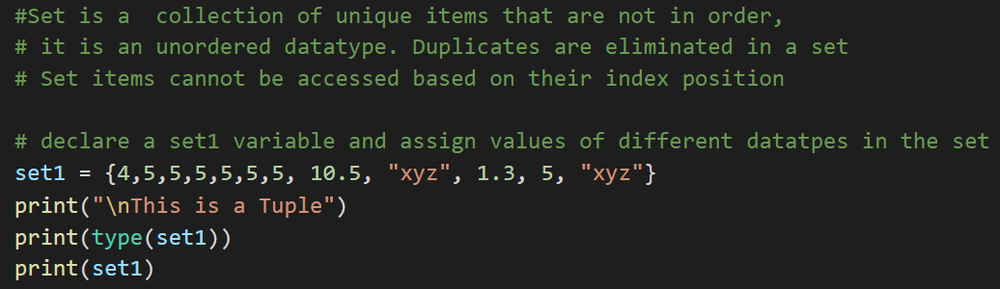 #Set is a  collection of unique items that are not in order,
# it is an unordered datatype. Duplicates are eliminated in a set
# Set items cannot be accessed based on their index position
# declare a set1 variable and assign values of different datatpes in the set
set1 = {4,5,5,5,5,5,5, 10.5, "xyz", 1.3, 5, "xyz"}
print("\nThis is a Tuple")
print(type(set1))
print(set1)